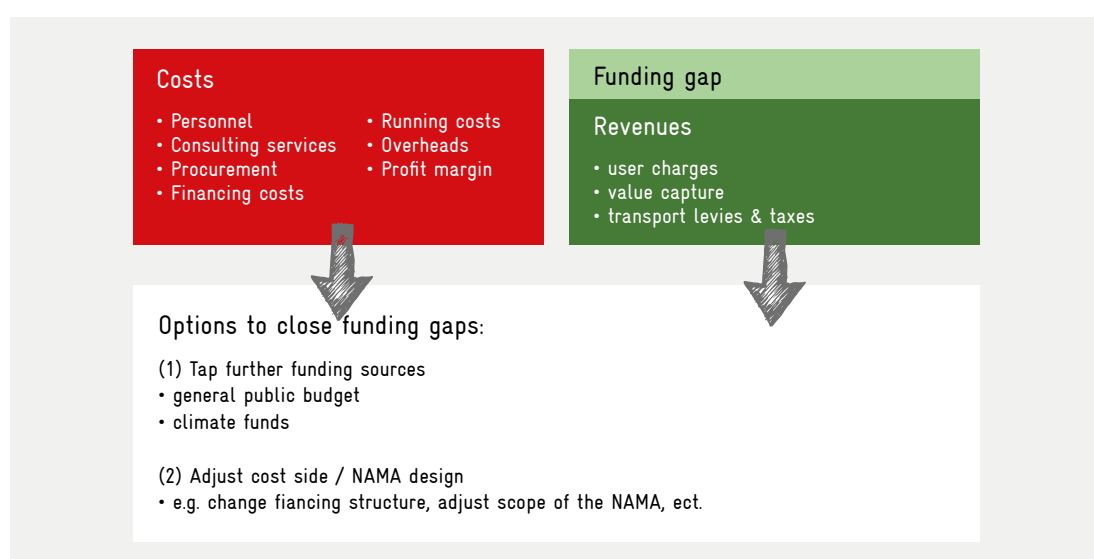 Costs
• Personnel
• Consulting services
• Procurement
• Financing costs
• Running costs
• Overheads
• Profit margin
Funding gap
Revenues
• user charges
• value capture
• transport levies & taxes
Options to close funding gaps:
(1) Tap further funding sources
• general public budget
• climate funds
(2) Adjust cost side / NAMA design
• e.g. change fiancing structure, adjust scope of the NAMA, ect.